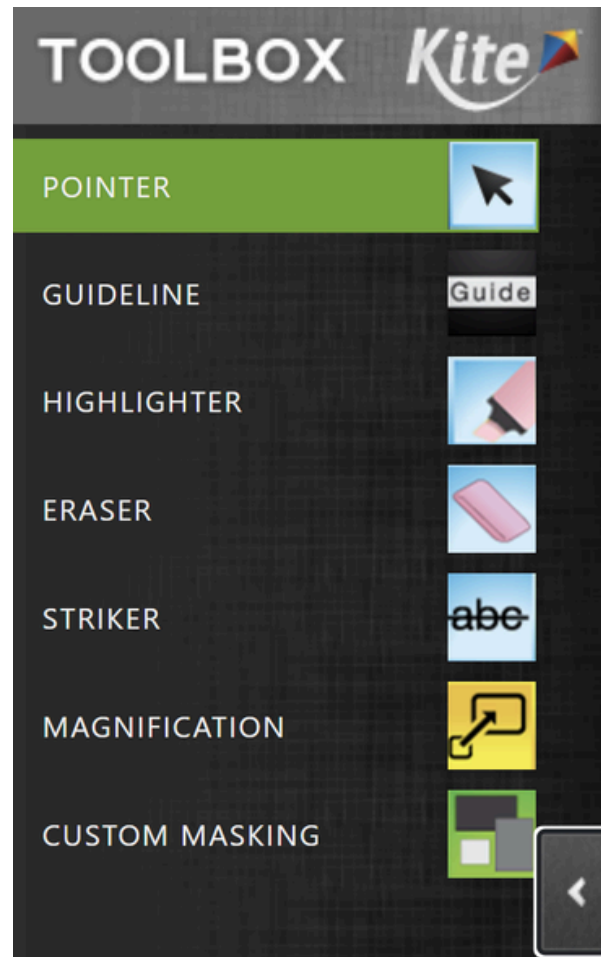 TOOLBOX Kite
POINTER
GUIDELINE Guide
HIGHLIGHTER
ERASER
STRIKER abc
MAGNIFICATION
CUSTOM MASKING